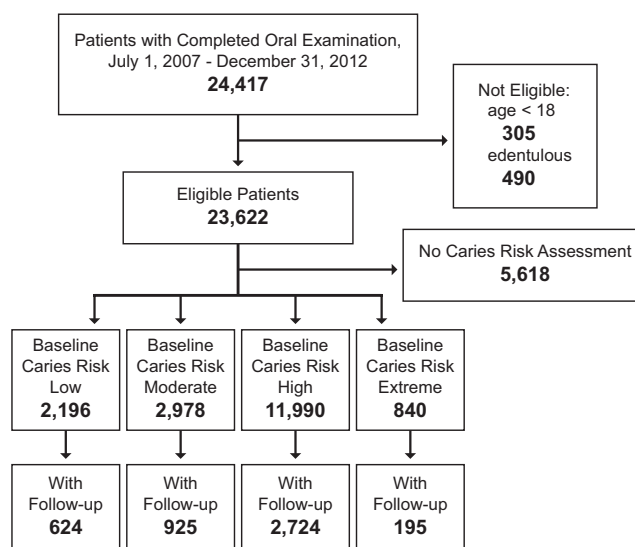 Patients with Completed Oral Examination,
July 1, 2007 - December 31, 2012
24,417
Not Eligible:
age < 18
305
edentulous
490
Eligible Patients
23,622
No Caries Risk Assessment
5,618
Baseline
Caries Risk
Low
2,196
Baseline
Caries Risk
Moderate
2,978
Baseline
Caries Risk
High
11,990
Baseline
Caries Risk
Extreme
840
With
Follow-up
624
With
Follow-up
925
With
Follow-up
2,724
With
Follow-up
195